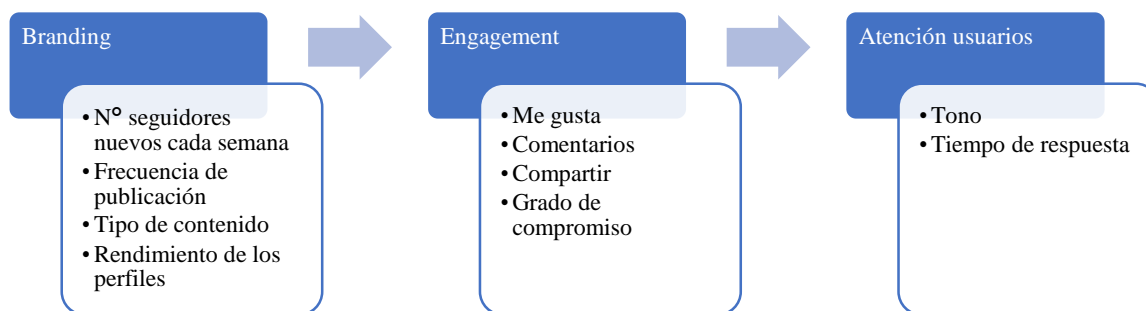 Branding
• N° seguidores
nuevos cada semana
• Frecuencia de
publicación
• Tipo de contenido
• Rendimiento de los
perfiles
Engagement
• Me gusta
• Comentarios
• Compartir
• Grado de
compromiso
Atención usuarios
• Tono
• Tiempo de respuesta